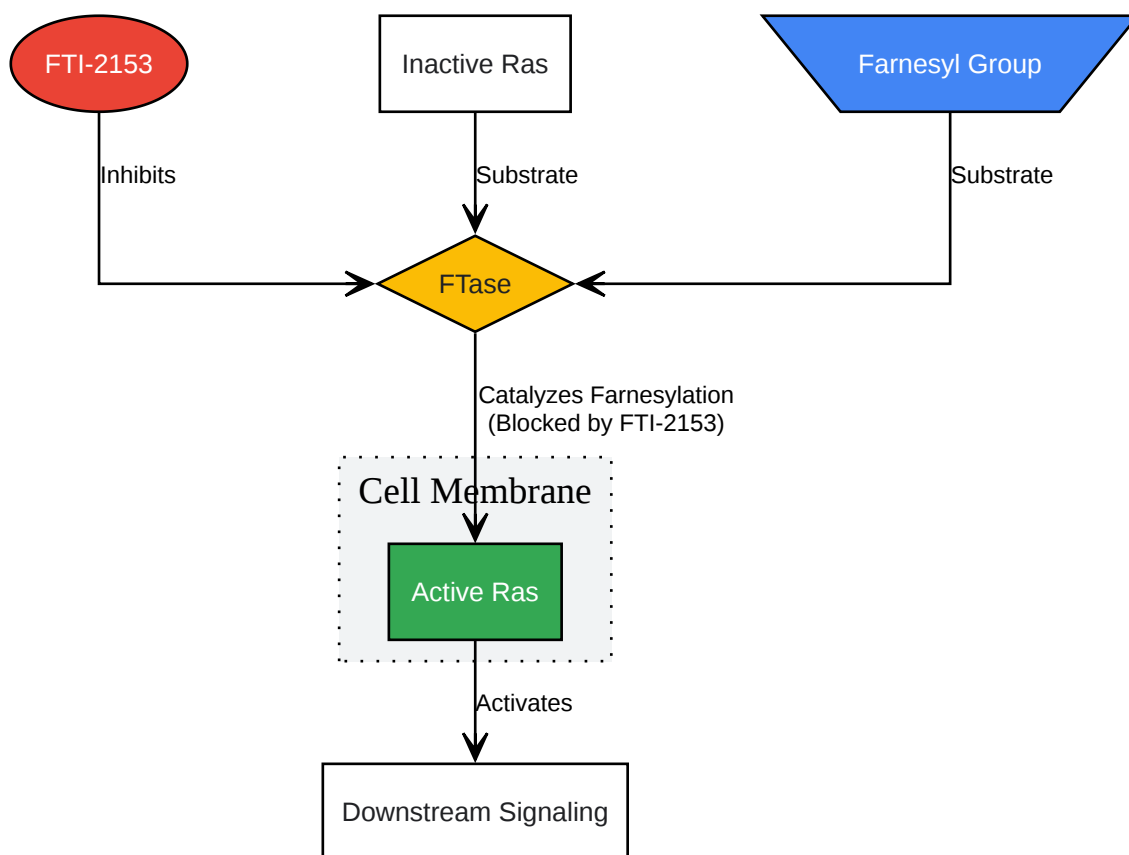 FTI-2153
Inactive Ras
Farnesyl Group
Inhibits
Substrate
Substrate
FTase
Catalyzes Farnesylation
(Blocked by FTI-2153)
Cell Membrane
Active Ras
Activates
Downstream Signaling